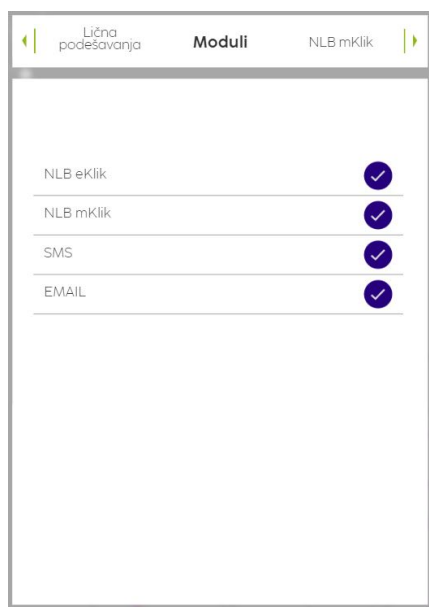 Lična
podešavanja
Moduli
NLB mKlik
NLB eKlik
NLB mKlik
SMS
EMAIL